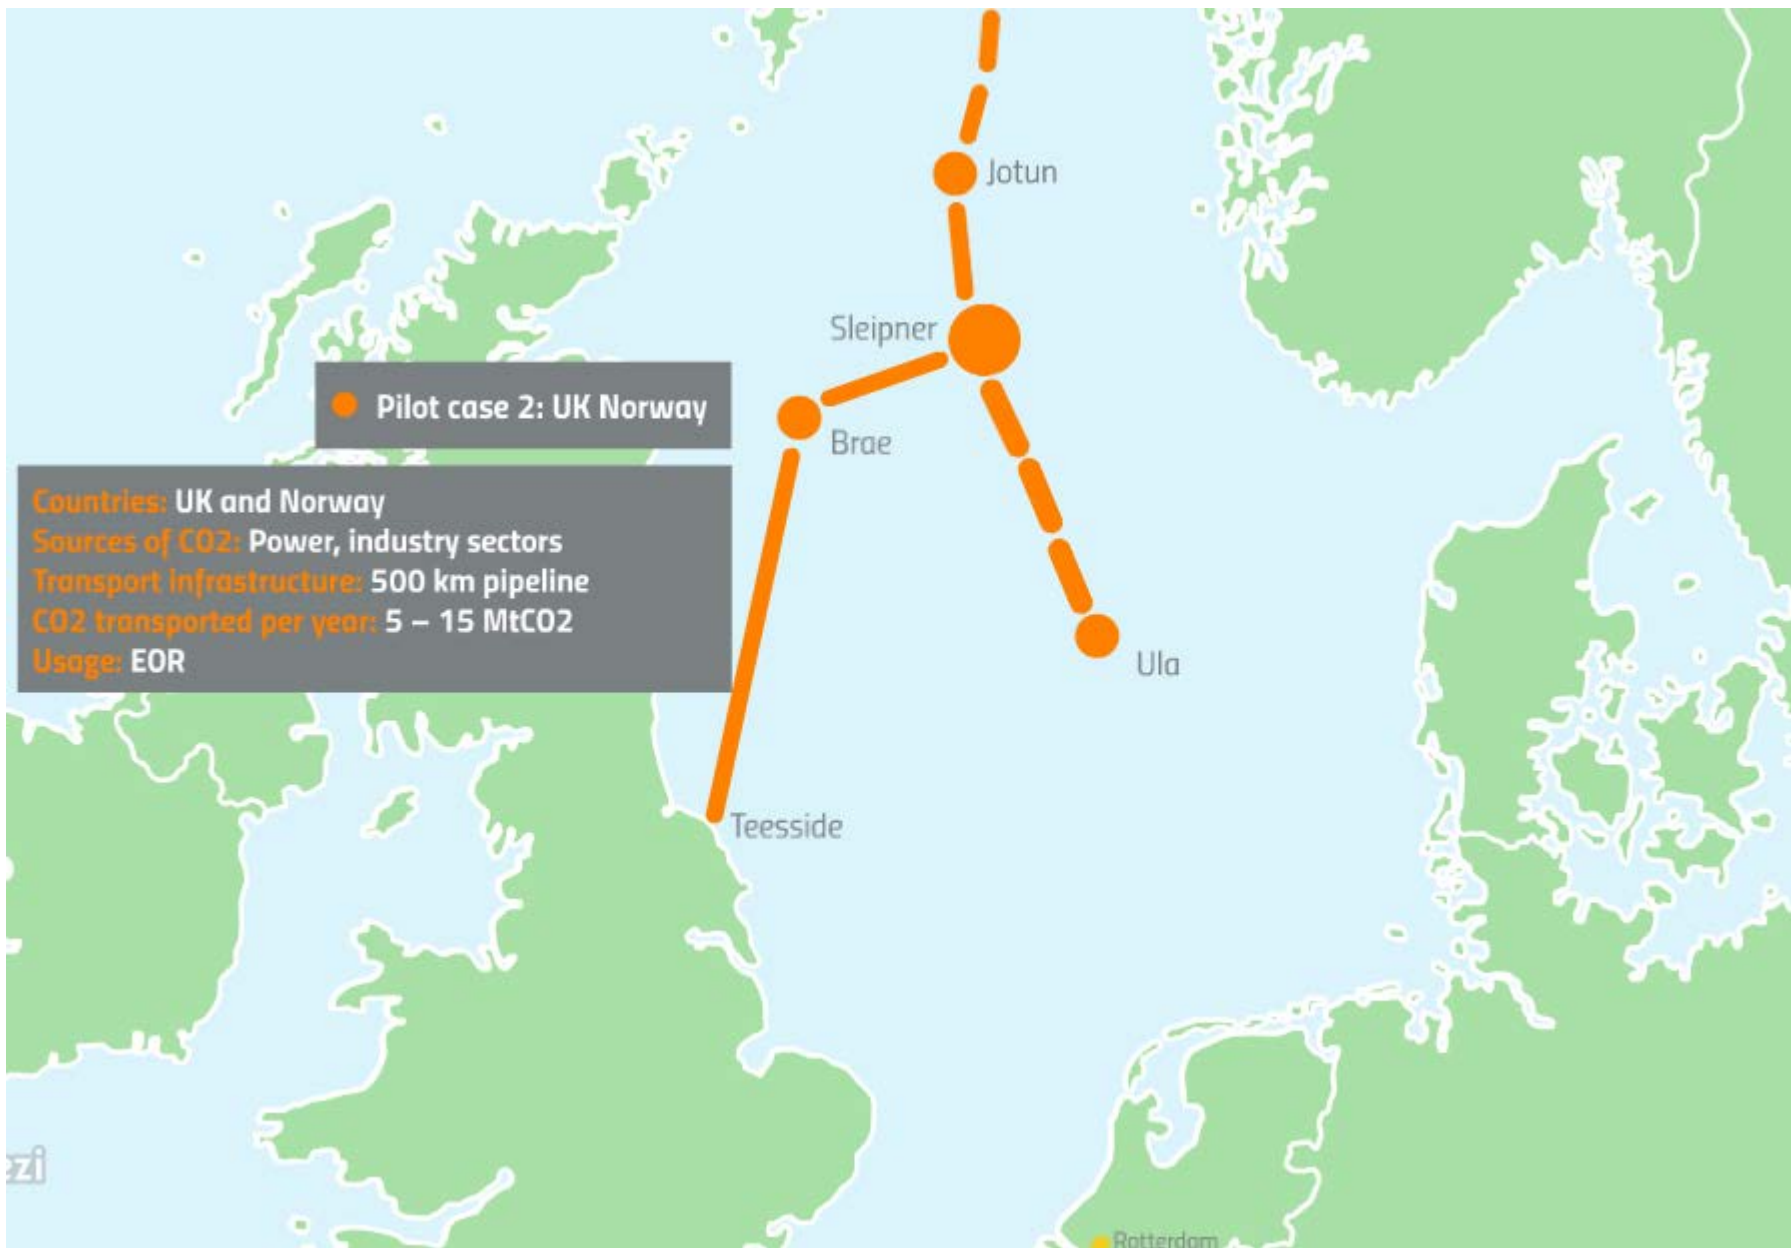 Jotun
Sleipner
Pilot case 2: UK Norway
Brae
Countries: UK and Norway
Sources of CO2: Power, industry sectors
Transport infrastructure: 500 km pipeline
CO2 transported per year: 5 – 15 MtCO2
Usage: EOR
Ula
Teesside
ezi
Rotterdam